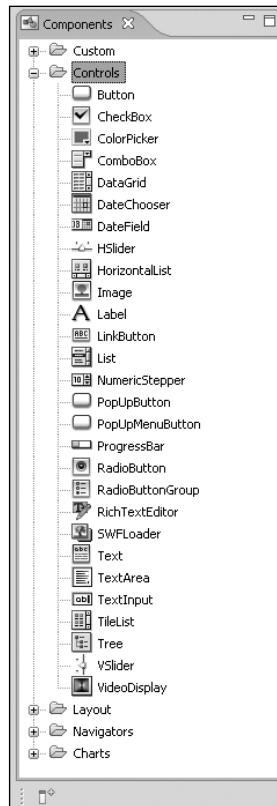 Components
Custom
Controls
Button
CheckBox
ColorPicker
ComboBox
DataGrid
DateChooser
DateField
HSlider
HorizontalList
Image
Label
LinkButton
List
NumericStepper
PopUpButton
PopUpMenuButton
ProgressBar
RadioButton
RadioButtonGroup
RichTextEditor
SWFLoader
Text
TextArea
TextInput
TileList
Tree
VSlider
VideoDisplay
Layout
Navigators
Charts